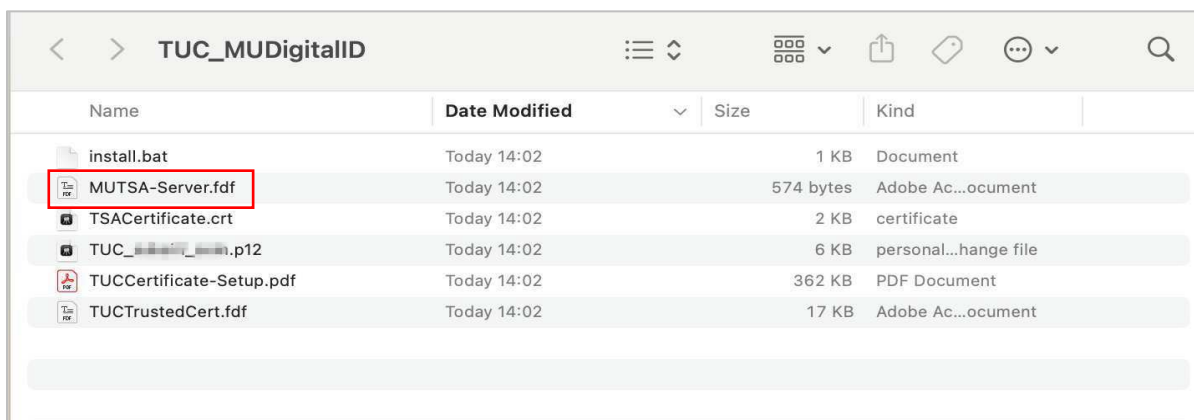 TUC_MUDigitalID
Name Date Modified Size Kind
install.bat Today 14:02 1 KB Document
MUTSA-Server.fdf Today 14:02 574 bytes Adobe Ac...ocument
TSACertificate.crt Today 14:02 2 KB certificate
TUC_ .p12 Today 14:02 6 KB personal...hange file
TUCCertificate-Setup.pdf Today 14:02 362 KB PDF Document
TUCTrustedCert.fdf Today 14:02 17 KB Adobe Ac...ocument